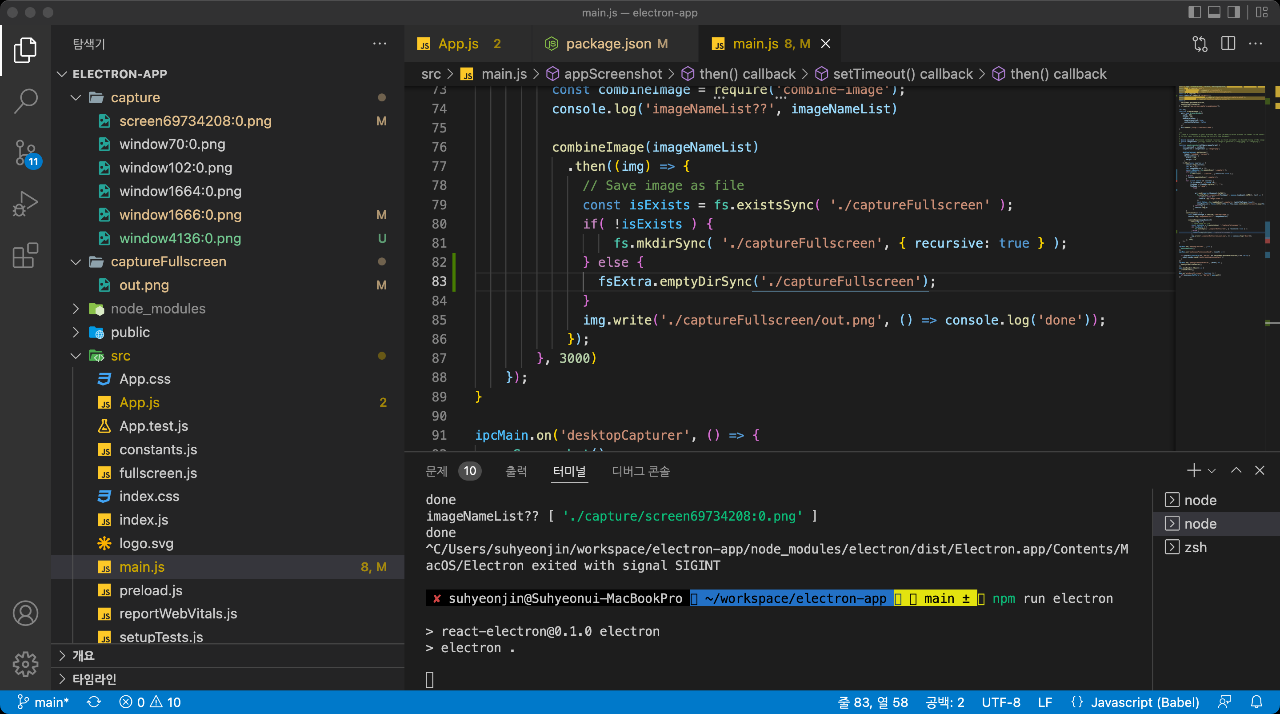 main.js — electron-app
탐색기
ELECTRON-APP
capture
screen69734208:0.png M
window70:0.png
window102:0.png
window1664:0.png
window1666:0.png M
window4136:0.png U
captureFullscreen
out.png M
node_modules
public
src
App.css
App.js 2
App.test.js
constants.js
fullscreen.js
index.css
index.js
logo.svg
main.js 8, M
preload.js
reportWebVitals.js
setupTests.js
개요
타임라인
11
App.js 2
package.json M
main.js 8, M
src > main.js > appScreenshot > then() callback > setTimeout() callback > then() callback
73 const combineImage = require('combine-image');
74 console.log('imageNameList??', imageNameList)
75
76 combineImage(imageNameList)
77 .then((img) => {
78 // Save image as file
79 const isExists = fs.existsSync( './captureFullscreen' );
80 if( !isExists ) {
81 fs.mkdirSync( './captureFullscreen', { recursive: true } );
82 } else {
83 fsExtra.emptyDirSync('./captureFullscreen');
84 }
85 img.write('./captureFullscreen/out.png', () => console.log('done'));
86 });
87 }, 3000)
88 });
89 }
90
91 ipcMain.on('desktopCapturer', () => {
문제 10 출력 터미널 디버그 콘솔
done
imageNameList?? [ './capture/screen69734208:0.png' ]
done
^C/Users/suhyeonjin/workspace/electron-app/node_modules/electron/dist/Electron.app/Contents/M
acOS/Electron exited with signal SIGINT
✘ suhyeonjin@Suhyeonui-MacBookPro ~/workspace/electron-app main ± npm run electron
> react-electron@0.1.0 electron
> electron .
node
node
zsh
main* 0 10 줄 83, 열 58 공백: 2 UTF-8 LF {} Javascript (Babel)